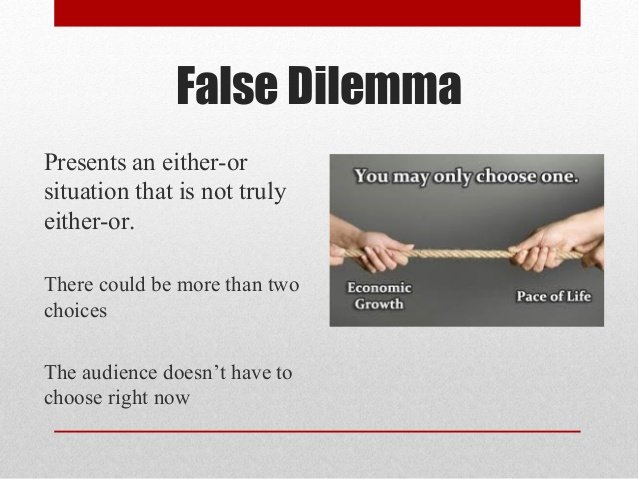 False Dilemma
Presents an either-or
situation that is not truly
either-or.
There could be more than two
choices
The audience doesn’t have to
choose right now
You may only choose one.
Economic
Growth
Pace of Life